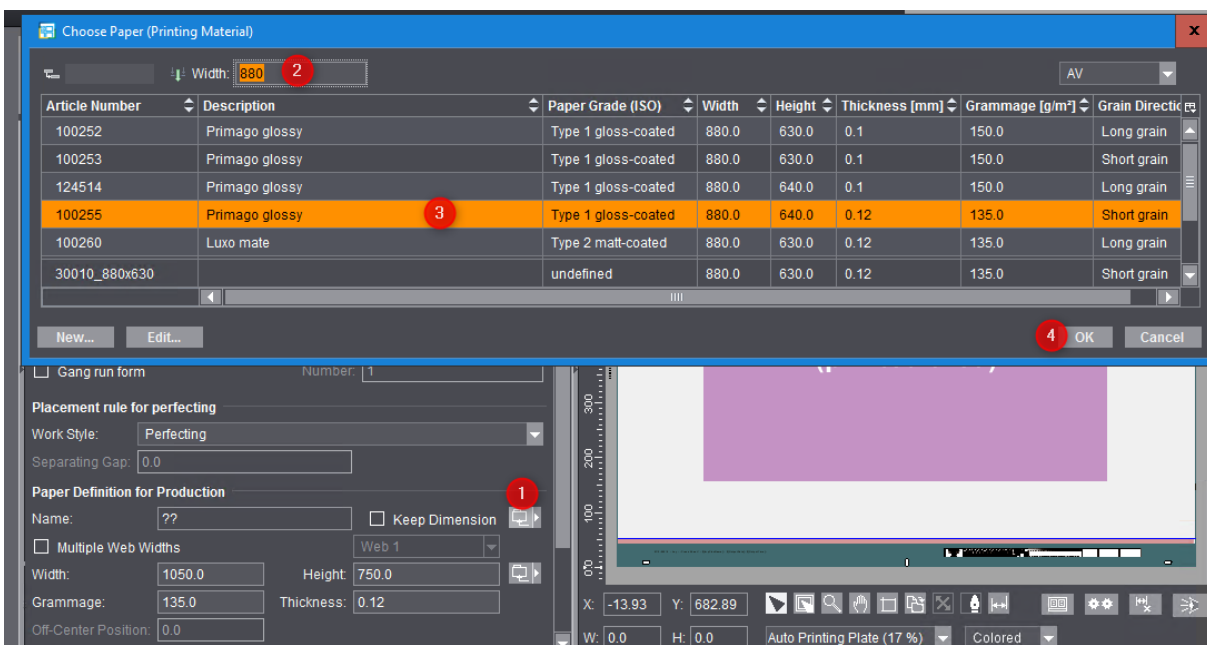 Choose Paper (Printing Material)
x
Width: 880 2 AV
Article Number Description Paper Grade (ISO) Width Height Thickness [mm] Grammage [g/m²] Grain Directic
100252 Primago glossy Type 1 gloss-coated 880.0 630.0 0.1 150.0 Long grain
100253 Primago glossy Type 1 gloss-coated 880.0 630.0 0.1 150.0 Short grain
124514 Primago glossy Type 1 gloss-coated 880.0 640.0 0.1 150.0 Long grain
100255 Primago glossy 3 Type 1 gloss-coated 880.0 640.0 0.12 135.0 Short grain
100260 Luxo mate Type 2 matt-coated 880.0 630.0 0.12 135.0 Long grain
30010_880x630 undefined 880.0 630.0 0.12 135.0 Short grain
New... Edit... 4 OK Cancel
Gang run form Number: 1
Placement rule for perfecting
Work Style: Perfecting
Separating Gap: 0.0
Paper Definition for Production 1
Name: ?? Keep Dimension
Multiple Web Widths Web 1
Width: 1050.0 Height: 750.0
Grammage: 135.0 Thickness: 0.12
Off-Center Position: 0.0
300
200
100
0.0
X: -13.93 Y: 682.89
W: 0.0 H: 0.0 Auto Printing Plate (17 %) Colored